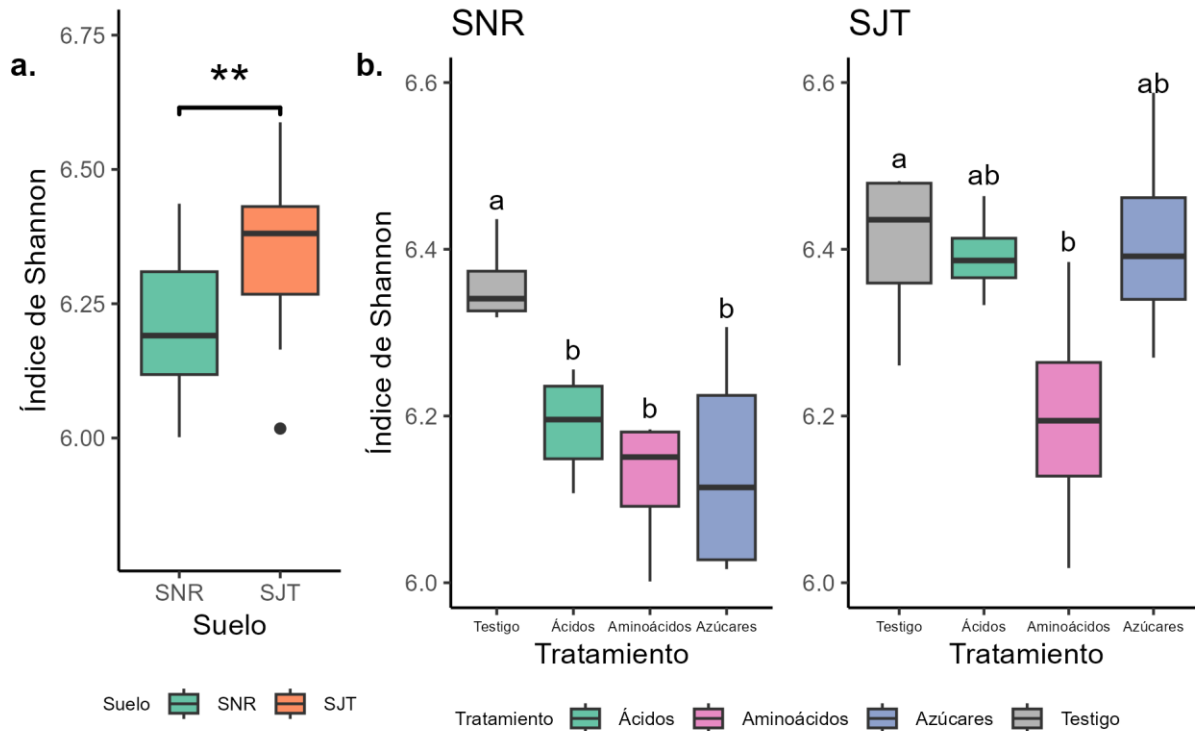 a.
6.75
6.50
6.25
6.00
Índice de Shannon
**
SNR SJT
Suelo
Suelo SNR SJT
b.
SNR
6.6
6.4
6.2
6.0
Índice de Shannon
a
b
b
b
Testigo Ácidos Aminoácidos Azúcares
Tratamiento
SJT
6.6
6.4
6.2
6.0
a
ab
b
ab
Testigo Ácidos Aminoácidos Azúcares
Tratamiento
Tratamiento Ácidos Aminoácidos Azúcares Testigo